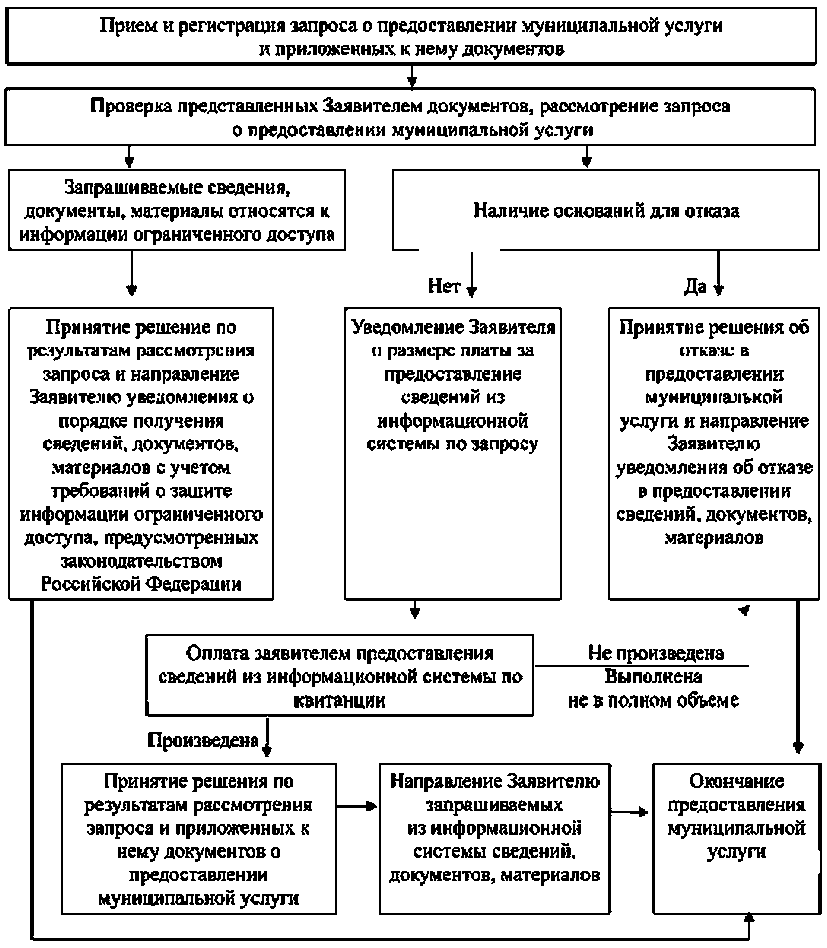 Прием и регистрация запроса о предоставлении муниципальной услуги
и приложенных к нему документов
Проверка представленных Заявителем документов, рассмотрение запроса
о предоставлении муниципальной услуги
Запрашиваемые сведения,
документы, материалы относятся к
информации ограниченного доступа
Наличие оснований для отказа
Нет
Да
Принятие решение по
результатам рассмотрения
запроса и направление
Заявителю уведомления о
порядке получения
сведений, документов,
материалов с учетом
требований о защите
информации ограниченного
доступа, предусмотренных
законодательством
Российской Федерации
Уведомление Заявителя
о размере платы за
предоставление
сведений из
информационной
системы по запросу
Принятие решения об
отказе в
предоставлении
муниципальной
услуги и направление
Заявителю
уведомления об отказе
в предоставлении
сведений, документов,
материалов
Оплата заявителем предоставления
сведений из информационной системы по
квитанции
Не произведена
Выполнена
не в полном объеме
Произведена
Принятие решения по
результатам рассмотрения
запроса и приложенных к
нему документов о
предоставлении
муниципальной услуги
Направление Заявителю
запрашиваемых
из информационной
системы сведений,
документов, материалов
Окончание
предоставления
муниципальной
услуги